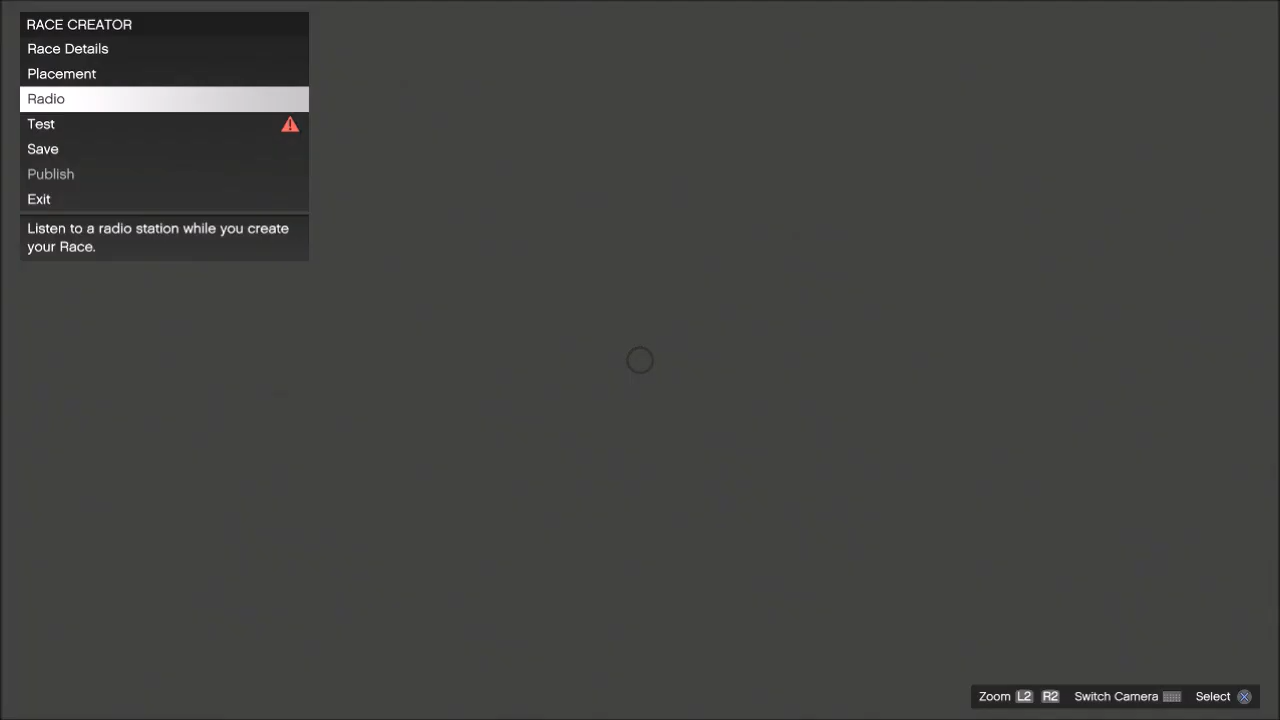 RACE CREATOR
Race Details
Placement
Radio
Test
Save
Publish
Exit
Listen to a radio station while you create
your Race.
Zoom L2 R2 Switch Camera Select